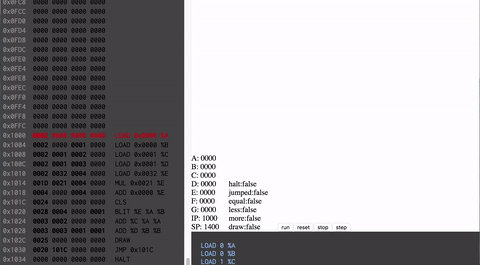 0x0FC8 0000 0000 0000 0000
0x0FCC 0000 0000 0000 0000
0x0FD0 0000 0000 0000 0000
0x0FD4 0000 0000 0000 0000
0x0FD8 0000 0000 0000 0000
0x0FDC 0000 0000 0000 0000
0x0FE0 0000 0000 0000 0000
0x0FE4 0000 0000 0000 0000
0x0FE8 0000 0000 0000 0000
0x0FEC 0000 0000 0000 0000
0x0FF0 0000 0000 0000 0000
0x0FF4 0000 0000 0000 0000
0x0FF8 0000 0000 0000 0000
0x0FFC 0000 0000 0000 0000
0x1000 LOAD 0x0000 %A
0x1004 0002 0000 0001 0000 LOAD 0x0000 %B
0x1008 0002 0001 0002 0000 LOAD 0x0001 %C
0x100C 0002 0001 0003 0000 LOAD 0x0001 %D
0x1010 0002 0032 0004 0000 LOAD 0x0032 %E
0x1014 001D 0021 0004 0000 MUL 0x0021 %E
0x1018 0004 0000 0004 0000 ADD 0x0000 %E
0x101C 0024 0000 0000 0000 CLS
0x1020 0028 0004 0000 0001 BLIT %E %A %B
0x1024 0003 0002 0000 0000 ADD %C %A %A
0x1028 0003 0003 0001 0001 ADD %D %B %B
0x102C 0025 0000 0000 0000 DRAW
0x1030 0000 0000 0000 JMP 0x101C
0x1034 0000 0000 0000 HALT
A: 0000
B: 0000
C: 0000
D: 0000 halt:false
E: 0000 jumped:false
F: 0000 equal:false
G: 0000 less:false
IP: 1000 more:false
SP: 1400 draw:false
run reset stop step
LOAD 0 %A
LOAD 0 %B
LOAD 1 %C